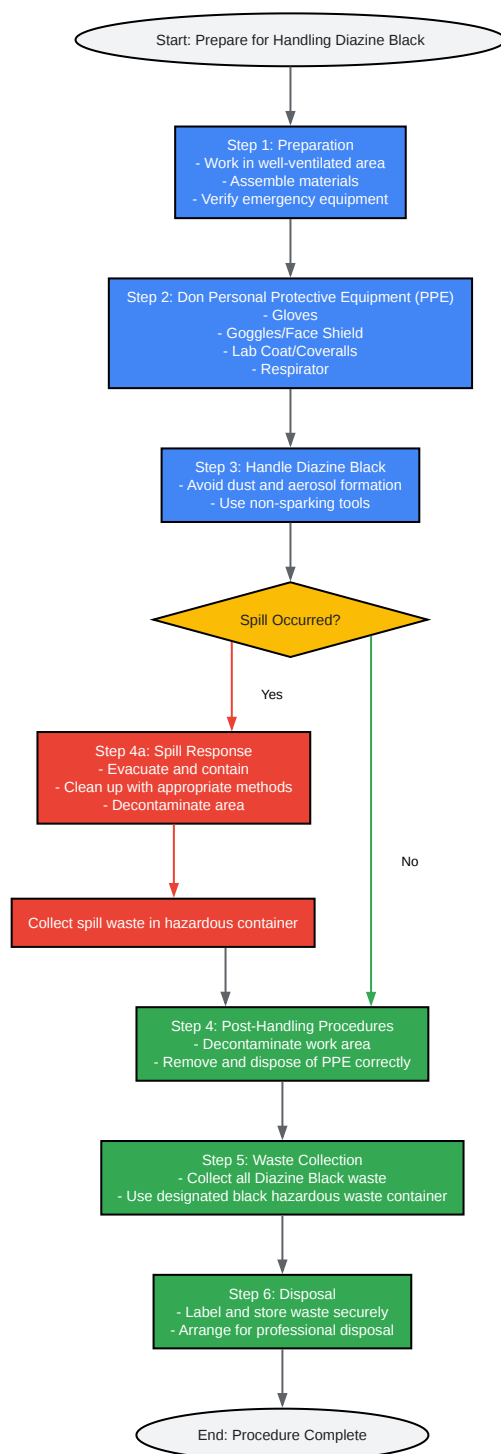 Start: Prepare for Handling Diazine Black
Step 1: Preparation
- Work in well-ventilated area
- Assemble materials
- Verify emergency equipment
Step 2: Don Personal Protective Equipment (PPE)
- Gloves
- Goggles/Face Shield
- Lab Coat/Coveralls
- Respirator
Step 3: Handle Diazine Black
- Avoid dust and aerosol formation
- Use non-sparking tools
Spill Occurred?
Yes
Step 4a: Spill Response
- Evacuate and contain
- Clean up with appropriate methods
- Decontaminate area
No
Collect spill waste in hazardous container
Step 4: Post-Handling Procedures
- Decontaminate work area
- Remove and dispose of PPE correctly
Step 5: Waste Collection
- Collect all Diazine Black waste
- Use designated black hazardous waste container
Step 6: Disposal
- Label and store waste securely
- Arrange for professional disposal
End: Procedure Complete